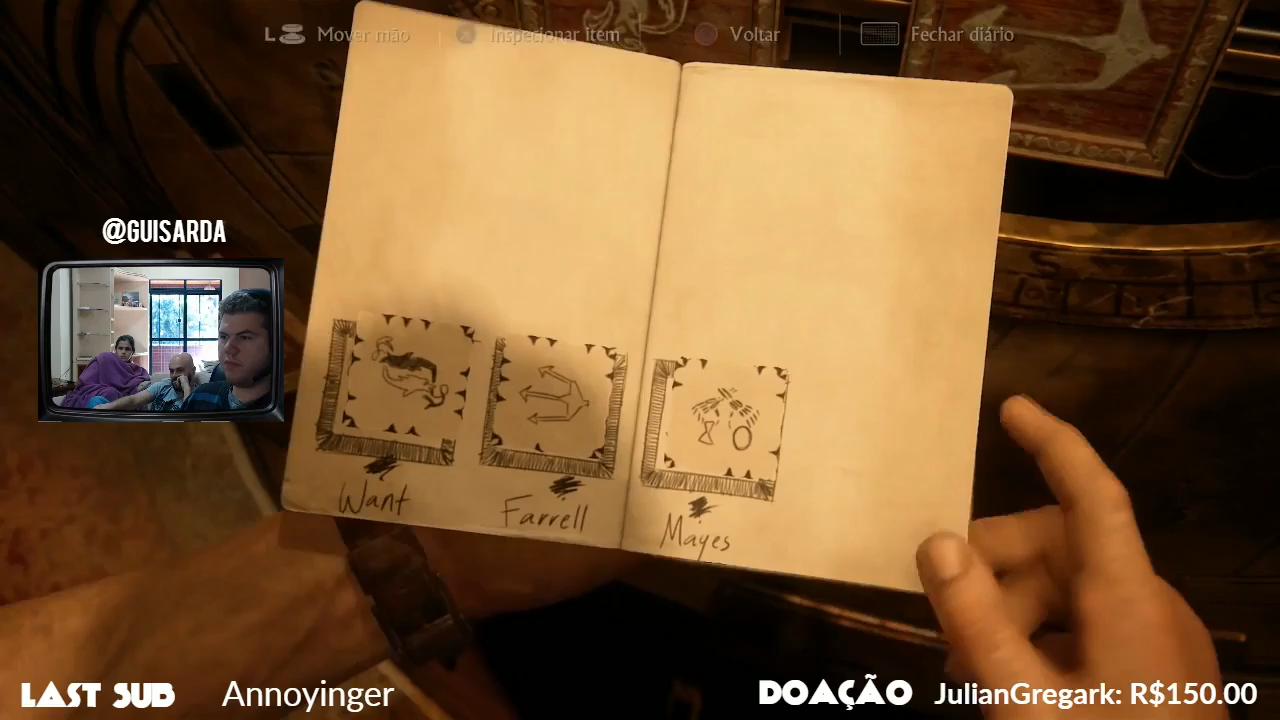 L Mover mão Inspecionar item Voltar Fechar diário
@GUISARDA
Want
Farrell
Mayes
LAST SUB Annoyinger DOAÇÃO JulianGregark: R$150.00